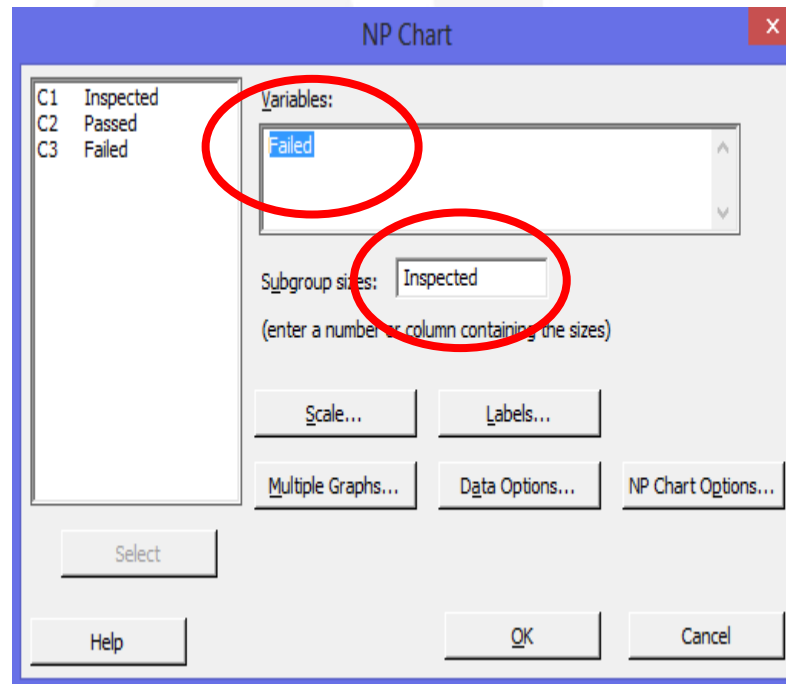 NP Chart
x
C1 Inspected
C2 Passed
C3 Failed
Variables:
Failed
Subgroup sizes: Inspected
(enter a number or column containing the sizes)
Scale... Labels...
Multiple Graphs... Data Options... NP Chart Options...
Select
Help OK Cancel